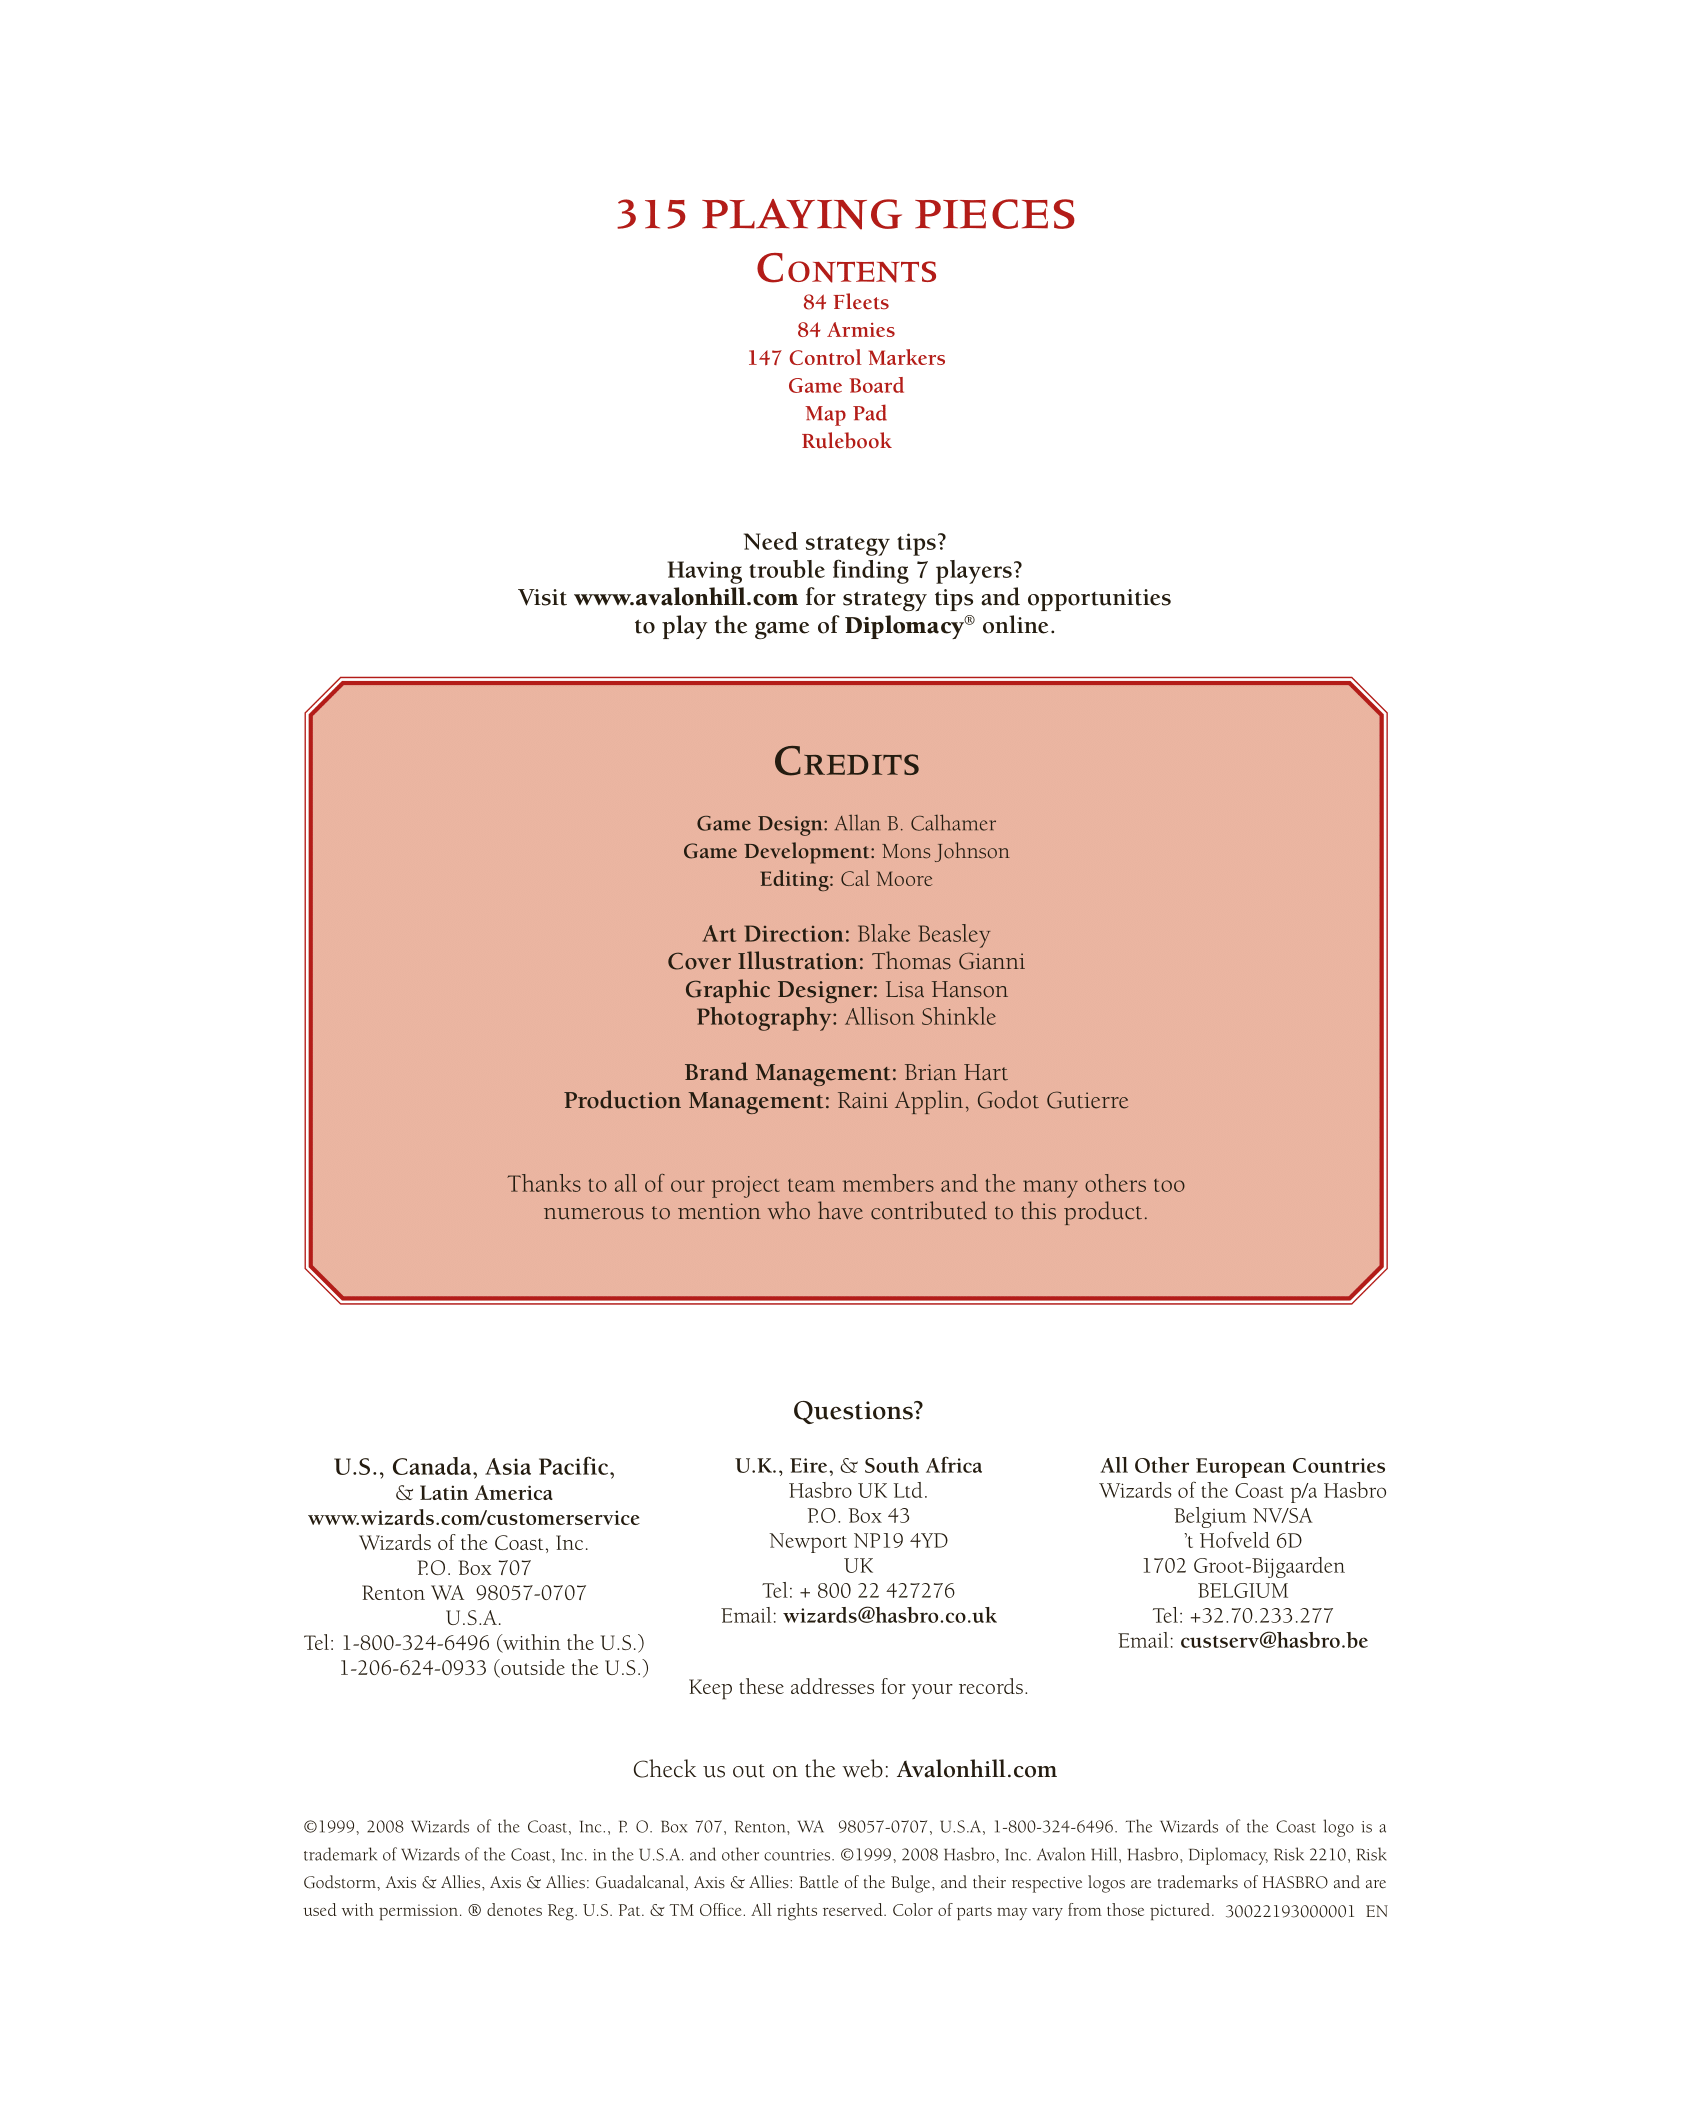 315 PLAYING PIECES
CONTENTS
84 Fleets
84 Armies
147 Control Markers
Game Board
Map Pad
Rulebook
Need strategy tips?
Having trouble finding 7 players?
Visit www.avalonhill.com for strategy tips and opportunities
to play the game of Diplomacy® online.
CREDITS
Game Design: Allan B. Calhamer
Game Development: Mons Johnson
Editing: Cal Moore
Art Direction: Blake Beasley
Cover Illustration: Thomas Gianni
Graphic Designer: Lisa Hanson
Photography: Allison Shinkle
Brand Management: Brian Hart
Production Management: Raini Applin, Godot Gutierre
Thanks to all of our project team members and the many others too
numerous to mention who have contributed to this product.
Questions?
U.S., Canada, Asia Pacific,
& Latin America
www.wizards.com/customerservice
Wizards of the Coast, Inc.
P.O. Box 707
Renton WA 98057-0707
U.S.A.
Tel: 1-800-324-6496 (within the U.S.)
1-206-624-0933 (outside the U.S.)
U.K., Eire, & South Africa
Hasbro UK Ltd.
P.O. Box 43
Newport NP19 4YD
UK
Tel: + 800 22 427276
Email: wizards@hasbro.co.uk
All Other European Countries
Wizards of the Coast p/a Hasbro
Belgium NV/SA
't Hofveld 6D
1702 Groot-Bijgaarden
BELGIUM
Tel: +32.70.233.277
Email: custserv@hasbro.be
Keep these addresses for your records.
Check us out on the web: Avalonhill.com
©1999, 2008 Wizards of the Coast, Inc., P. O. Box 707, Renton, WA 98057-0707, U.S.A, 1-800-324-6496. The Wizards of the Coast logo is a
trademark of Wizards of the Coast, Inc. in the U.S.A. and other countries. ©1999, 2008 Hasbro, Inc. Avalon Hill, Hasbro, Diplomacy, Risk 2210, Risk
Godstorm, Axis & Allies, Axis & Allies: Guadalcanal, Axis & Allies: Battle of the Bulge, and their respective logos are trademarks of HASBRO and are
used with permission. ® denotes Reg. U.S. Pat. & TM Office. All rights reserved. Color of parts may vary from those pictured. 30022193000001 EN